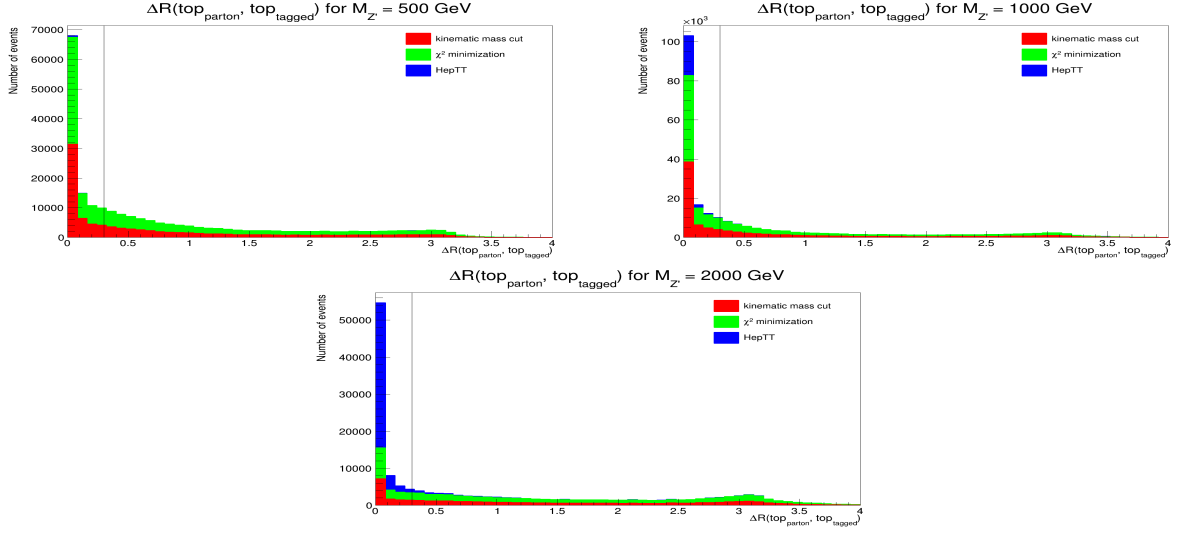 ΔR(top_parton, top_tagged) for M_Z' = 500 GeV
Number of events
70000
60000
50000
40000
30000
20000
10000
0
kinematic mass cut
χ² minimization
HepTT
0 0.5 1 1.5 2 2.5 3 3.5 4
ΔR(top_parton, top_tagged)
ΔR(top_parton, top_tagged) for M_Z' = 1000 GeV
×10³
Number of events
100
80
60
40
20
0
kinematic mass cut
χ² minimization
HepTT
0 0.5 1 1.5 2 2.5 3 3.5 4
ΔR(top_parton, top_tagged)
ΔR(top_parton, top_tagged) for M_Z' = 2000 GeV
Number of events
50000
40000
30000
20000
10000
0
kinematic mass cut
χ² minimization
HepTT
0 0.5 1 1.5 2 2.5 3 3.5 4
ΔR(top_parton, top_tagged)